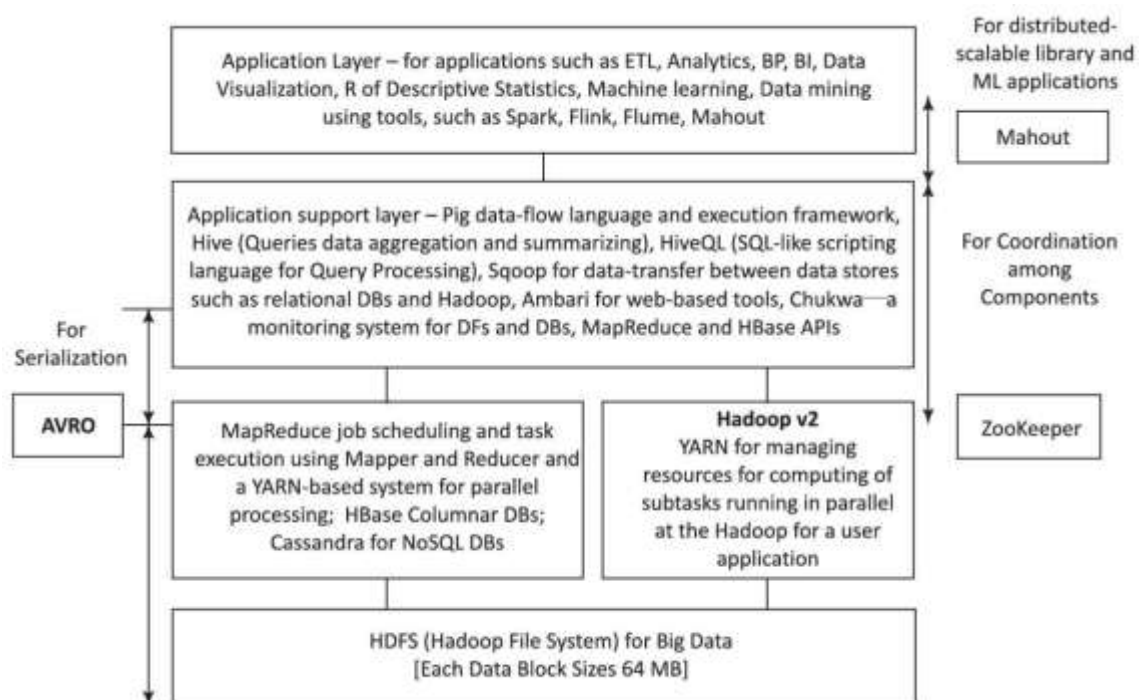 Application Layer – for applications such as ETL, Analytics, BP, BI, Data
Visualization, R of Descriptive Statistics, Machine learning, Data mining
using tools, such as Spark, Flink, Flume, Mahout
For distributed-
scalable library and
ML applications
Mahout
Application support layer – Pig data-flow language and execution framework,
Hive (Queries data aggregation and summarizing), HiveQL (SQL-like scripting
language for Query Processing), Sqoop for data-transfer between data stores
such as relational DBs and Hadoop, Ambari for web-based tools, Chukwa—a
monitoring system for DFs and DBs, MapReduce and HBase APIs
For Coordination
among
Components
ZooKeeper
For
Serialization
AVRO
MapReduce job scheduling and task
execution using Mapper and Reducer and
a YARN-based system for parallel
processing; HBase Columnar DBs;
Cassandra for NoSQL DBs
Hadoop v2
YARN for managing
resources for computing of
subtasks running in parallel
at the Hadoop for a user
application
HDFS (Hadoop File System) for Big Data
[Each Data Block Sizes 64 MB]